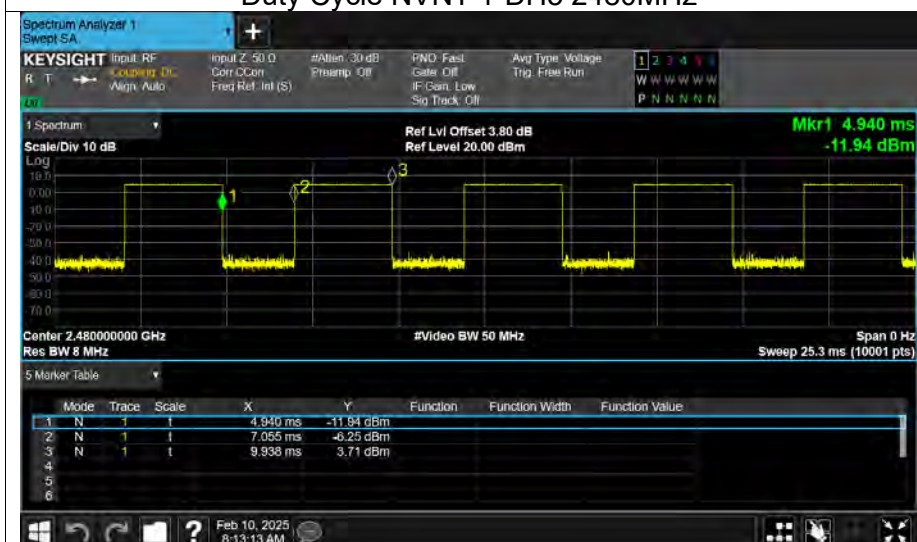 Duty Cycle NVNT 1-DH5 2480MHz
Spectrum Analyzer 1
Swept SA
+
KEYSIGHT Input: RF Input Z: 50 Ω #Atten: 30 dB PNO: Fast Avg Type: Voltage 1 2 3 4 5 6
R T Coupling: DC Corr CCorr Preamp: Off Gate: Off Trig: Free Run W W W W W W
Align: Auto Freq Ref: Int (S) IF Gain: Low
Sig Track: Off P N N N N N
1 Spectrum Ref Lvl Offset 3.80 dB Mkr1 4.940 ms
Scale/Div 10 dB Ref Level 20.00 dBm -11.94 dBm
Log
10.0
0.00
-10.0
-20.0
-30.0
-40.0
-50.0
-60.0
-70.0
1 2 3
Center 2.480000000 GHz #Video BW 50 MHz Span 0 Hz
Res BW 8 MHz Sweep 25.3 ms (10001 pts)
5 Marker Table
Mode Trace Scale X Y Function Function Width Function Value
1 N 1 t 4.940 ms -11.94 dBm
2 N 1 t 7.055 ms -6.25 dBm
3 N 1 t 9.938 ms 3.71 dBm
4
5
6
? Feb 10, 2025
8:13:13 AM